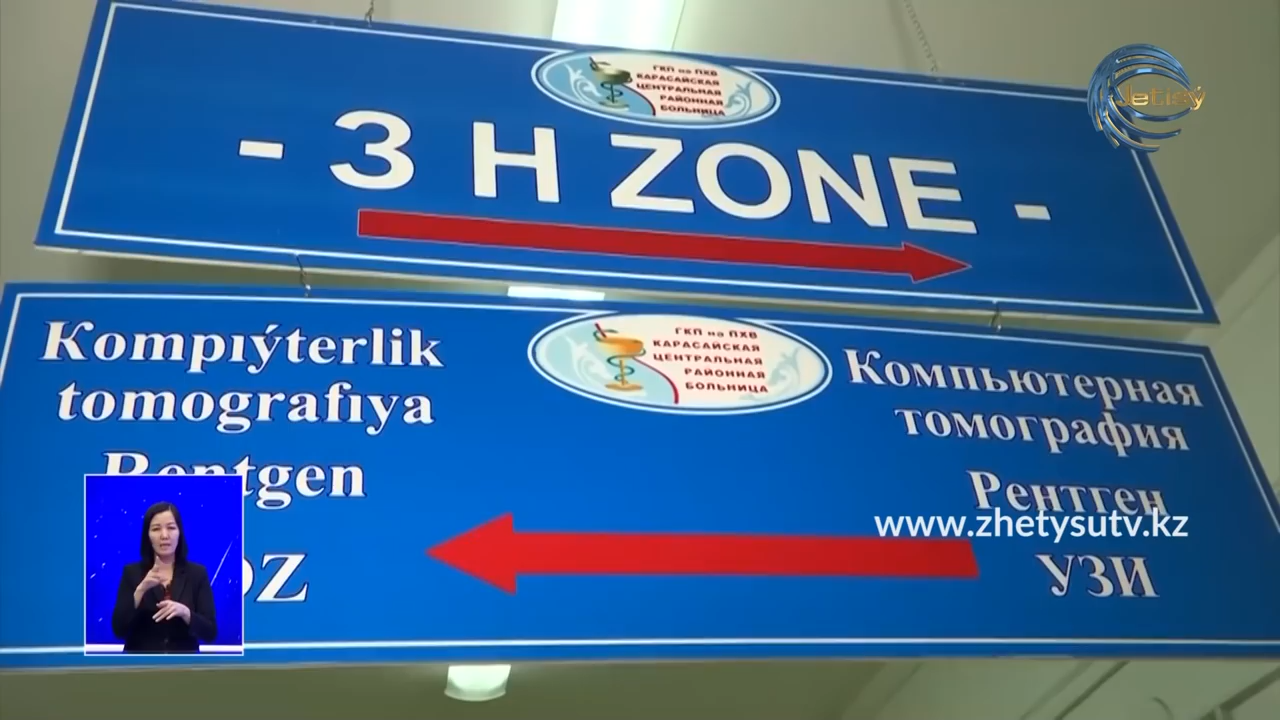 ГКП на ПХВ
КАРАСАЙСКАЯ
ЦЕНТРАЛЬНАЯ
РАЙОННАЯ
БОЛЬНИЦА
Jetisý
- 3 H ZONE -
ГКП на ПХВ
КАРАСАЙСКАЯ
ЦЕНТРАЛЬНАЯ
РАЙОННАЯ
БОЛЬНИЦА
Kompıýterlik
tomografıya
Rentgen
Компьютерная
томография
Рентген
www.zhetysutv.kz
УЗИ